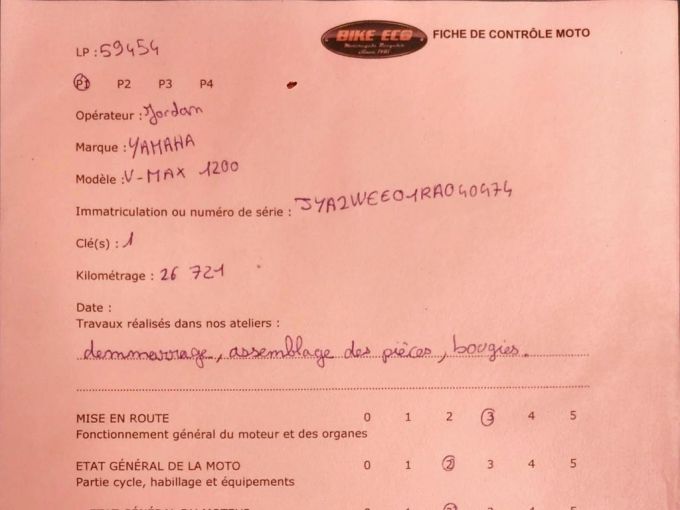 LP : 59454
BIKE ECO
FICHE DE CONTRÔLE MOTO
P1 P2 P3 P4
Opérateur : Jordan
Marque : YAMAHA
Modèle : V-MAX 1200
Immatriculation ou numéro de série : JYA2WEE01RA040974
Clé(s) : 1
Kilométrage : 26 721
Date :
Travaux réalisés dans nos ateliers :
demmarrage, assemblage des pièces, bougies.
MISE EN ROUTE 0 1 2 3 4 5
Fonctionnement général du moteur et des organes
ETAT GÉNÉRAL DE LA MOTO 0 1 2 3 4 5
Partie cycle, habillage et équipements